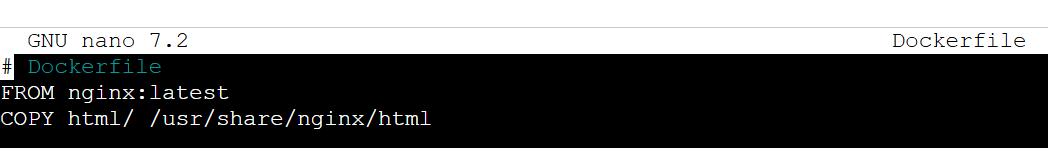 GNU nano 7.2 Dockerfile
# Dockerfile
FROM nginx:latest
COPY html/ /usr/share/nginx/html